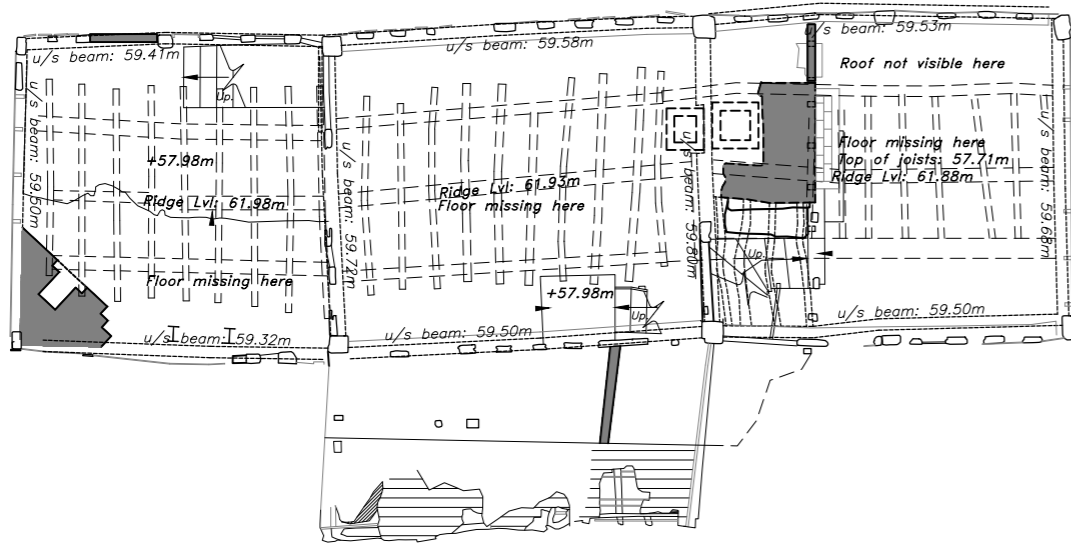 u/s beam: 59.41m
u/s beam: 59.58m
u/s beam: 59.53m
Roof not visible here
Up.
u/s beam: 59.50m
+57.98m
Ridge Lvl: 61.98m
Floor missing here
u/s beam: 59.32m
u/s beam: 59.72m
Ridge Lvl: 61.93m
Floor missing here
u/s beam: 59.80m
+57.98m
Up.
u/s beam: 59.50m
Floor missing here
Top of joists: 57.71m
Ridge Lvl: 61.88m
u/s beam: 59.68m
Up.
u/s beam: 59.50m